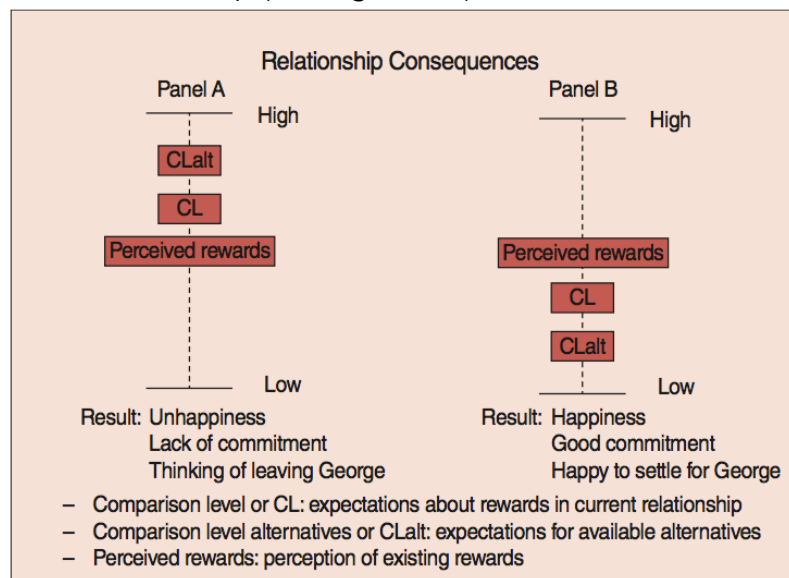 Relationship Consequences
Panel A
High
CLalt
CL
Perceived rewards
Low
Result: Unhappiness
Lack of commitment
Thinking of leaving George
Panel B
High
Perceived rewards
CL
CLalt
Low
Result: Happiness
Good commitment
Happy to settle for George
– Comparison level or CL: expectations about rewards in current relationship
– Comparison level alternatives or CLalt: expectations for available alternatives
– Perceived rewards: perception of existing rewards